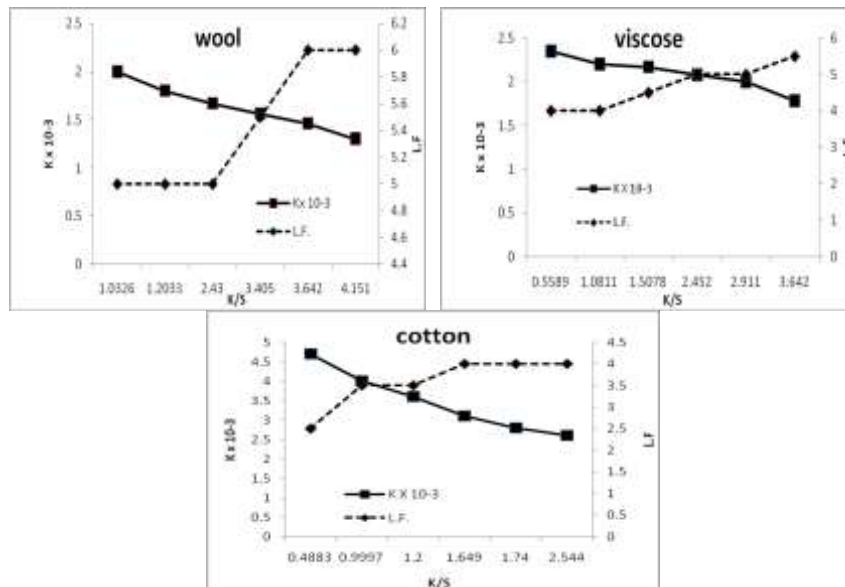 wool
2.5
2
1.5
1
0.5
0
K x 10-3
6.2
6
5.8
5.6
5.4
5.2
5
4.8
4.6
4.4
L.F
Kx 10-3
L.F.
1.0326 1.2033 2.43 3.405 3.642 4.151
K/S
viscose
2.5
2
1.5
1
0.5
0
K x 10-3
6
5
4
3
2
1
0
L.F
K X 10-3
L.F.
0.5589 1.0811 1.5078 2.452 2.911 3.642
K/S
cotton
5
4.5
4
3.5
3
2.5
2
1.5
1
0.5
0
K x 10-3
4.5
4
3.5
3
2.5
2
1.5
1
0.5
0
L.F
K X 10-3
L.F.
0.4883 0.9997 1.2 1.649 1.74 2.544
K/S